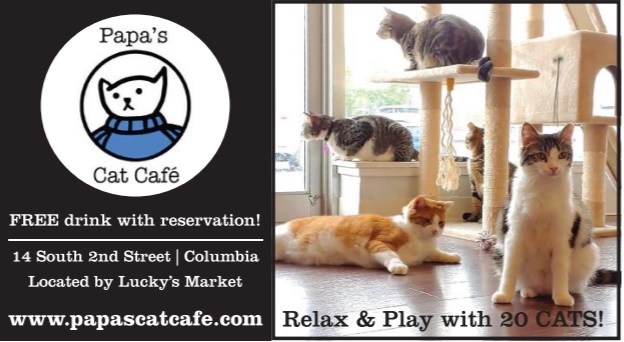 Papa's
Cat Café
FREE drink with reservation!
14 South 2nd Street | Columbia
Located by Lucky's Market
www.papascatcafe.com
Relax & Play with 20 CATS!